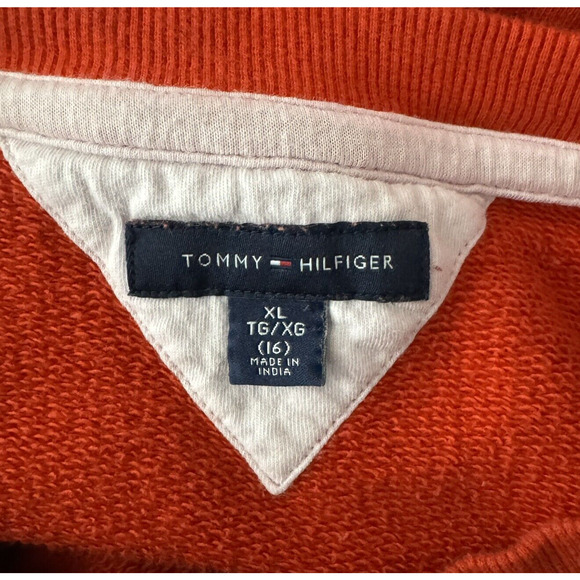 TOMMY HILFIGER
XL
TG/XG
(16)
MADE IN
INDIA